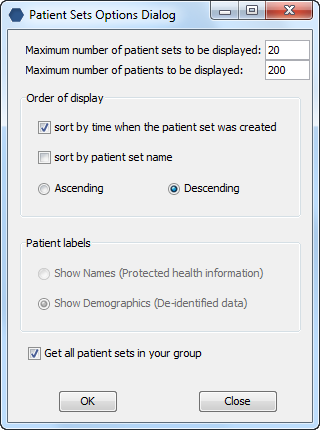 Patient Sets Options Dialog
Maximum number of patient sets to be displayed: 20
Maximum number of patients to be displayed: 200
Order of display
sort by time when the patient set was created
sort by patient set name
Ascending Descending
Patient labels
Show Names (Protected health information)
Show Demographics (De-identified data)
Get all patient sets in your group
OK Close